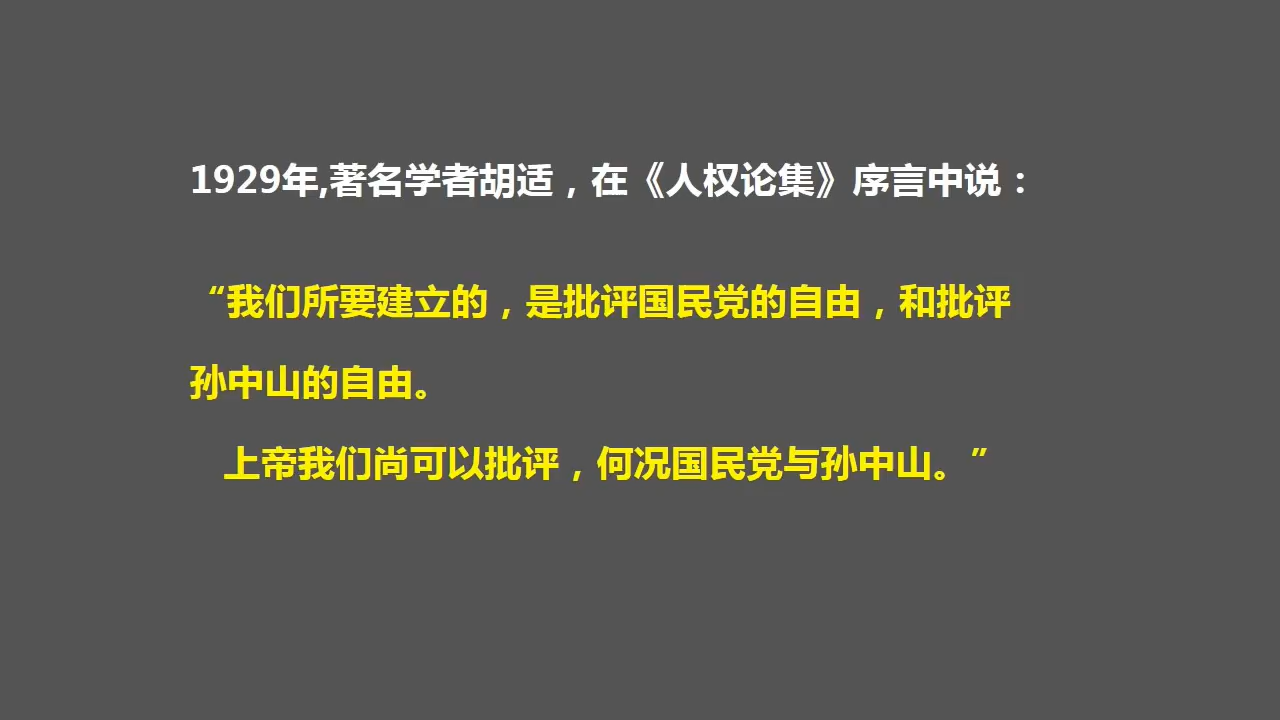 1929年,著名学者胡适，在《人权论集》序言中说：
“我们所要建立的，是批评国民党的自由，和批评
孙中山的自由。
上帝我们尚可以批评，何况国民党与孙中山。”